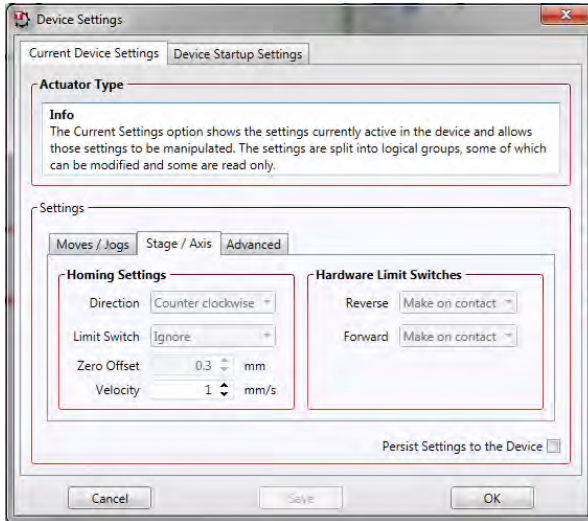 Device Settings
Current Device Settings
Device Startup Settings
Actuator Type
Info
The Current Settings option shows the settings currently active in the device and allows
those settings to be manipulated. The settings are split into logical groups, some of which
can be modified and some are read only.
Settings
Moves / Jogs
Stage / Axis
Advanced
Homing Settings
Direction
Counter clockwise
Limit Switch
Ignore
Zero Offset
0.3
mm
Velocity
1
mm/s
Hardware Limit Switches
Reverse
Make on contact
Forward
Make on contact
Persist Settings to the Device
Cancel
Save
OK